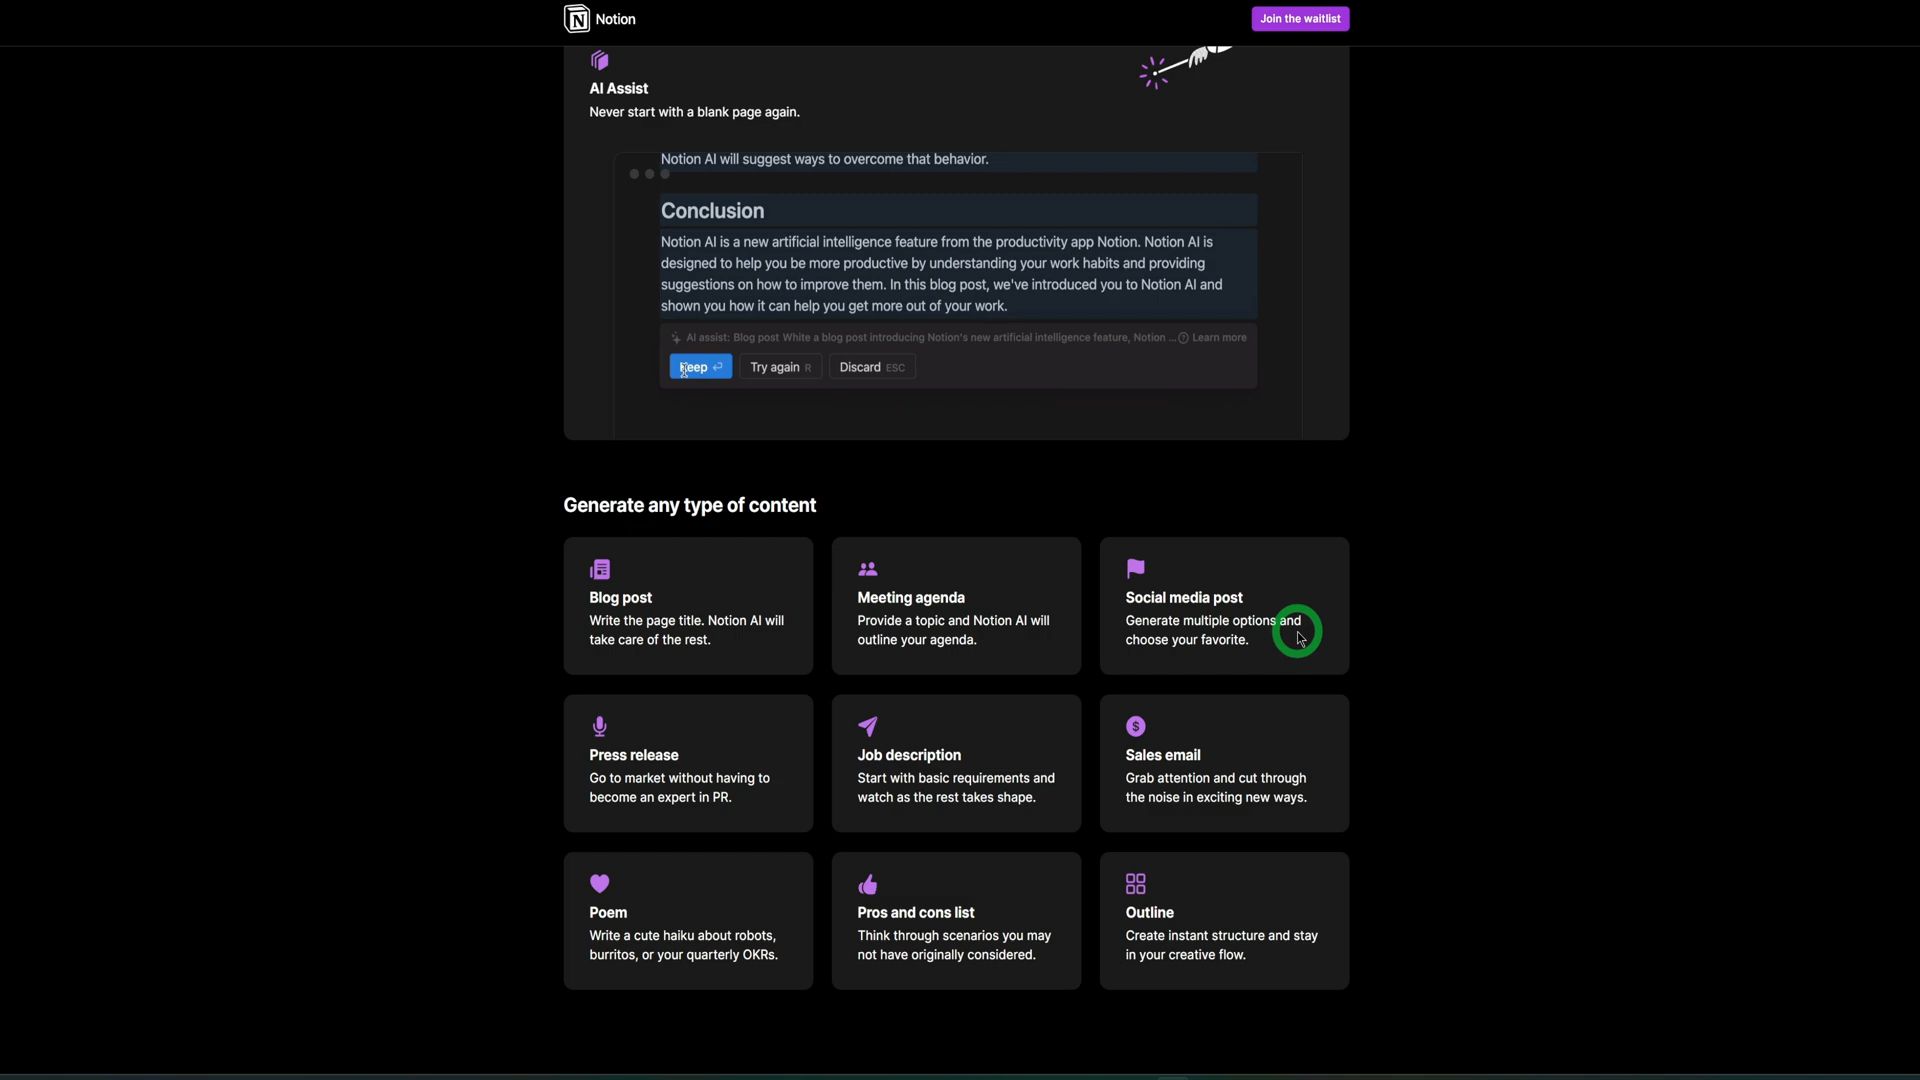 Notion
Join the waitlist
AI Assist
Never start with a blank page again.
Notion AI will suggest ways to overcome that behavior.
Conclusion
Notion AI is a new artificial intelligence feature from the productivity app Notion. Notion AI is
designed to help you be more productive by understanding your work habits and providing
suggestions on how to improve them. In this blog post, we've introduced you to Notion AI and
shown you how it can help you get more out of your work.
AI assist: Blog post White a blog post introducing Notion's new artificial intelligence feature, Notion ... Learn more
Keep Try again R Discard ESC
Generate any type of content
Blog post
Write the page title. Notion AI will
take care of the rest.
Meeting agenda
Provide a topic and Notion AI will
outline your agenda.
Social media post
Generate multiple options and
choose your favorite.
Press release
Go to market without having to
become an expert in PR.
Job description
Start with basic requirements and
watch as the rest takes shape.
Sales email
Grab attention and cut through
the noise in exciting new ways.
Poem
Write a cute haiku about robots,
burritos, or your quarterly OKRs.
Pros and cons list
Think through scenarios you may
not have originally considered.
Outline
Create instant structure and stay
in your creative flow.